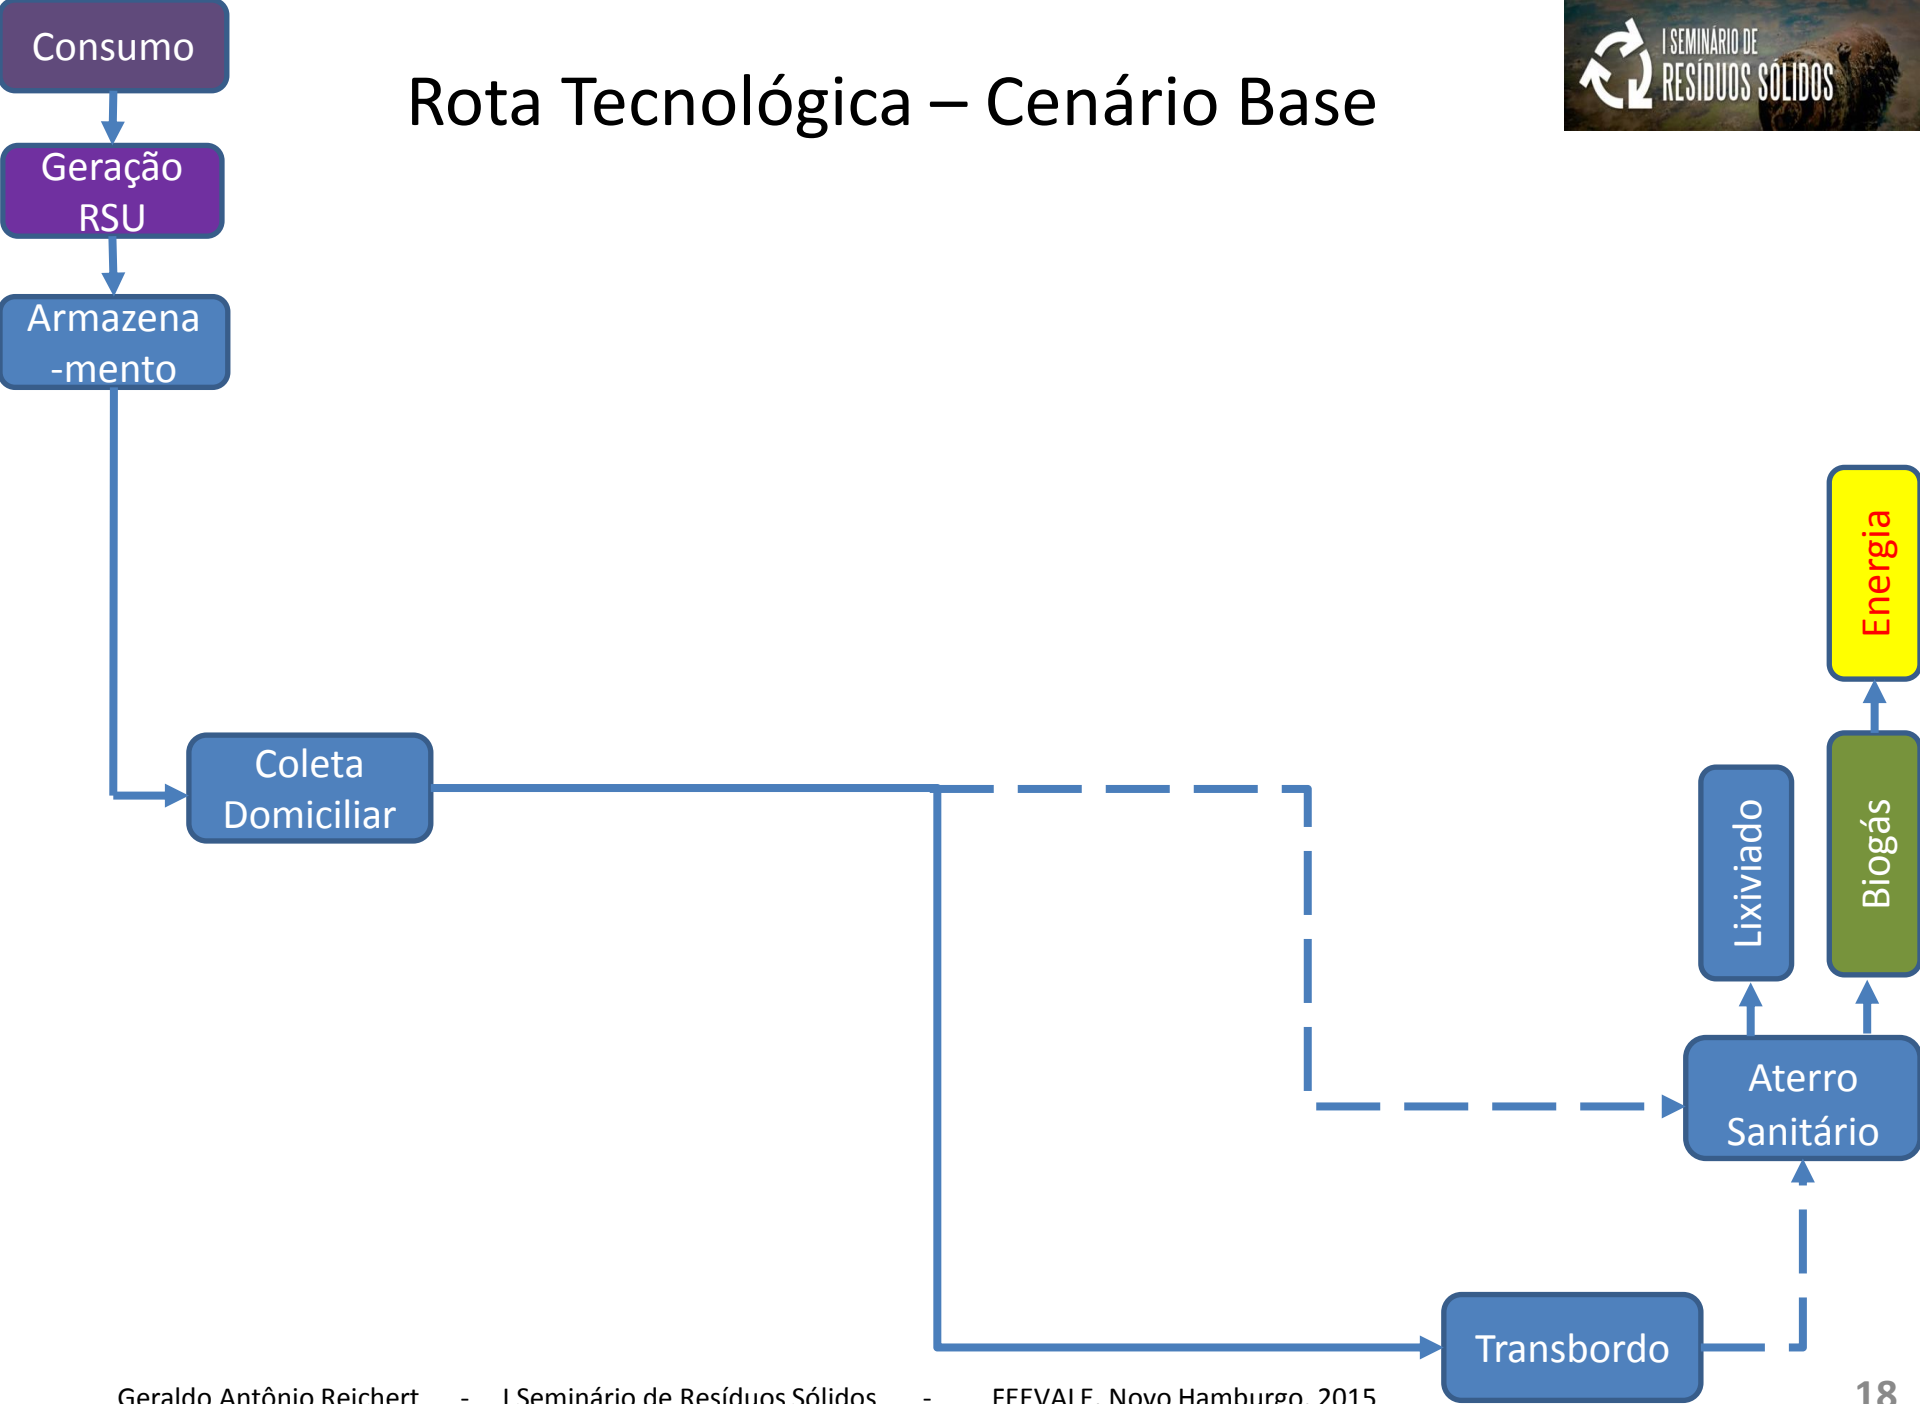 Consumo
Rota Tecnológica – Cenário Base
I SEMINÁRIO DE
RESÍDUOS SÓLIDOS
Geração
RSU
Armazena
-mento
Energia
Coleta
Domiciliar
Lixiviado
Biogás
Aterro
Sanitário
Transbordo
Geraldo Antônio Reichert - I Seminário de Resíduos Sólidos - FEEVALE, Novo Hamburgo, 2015
18